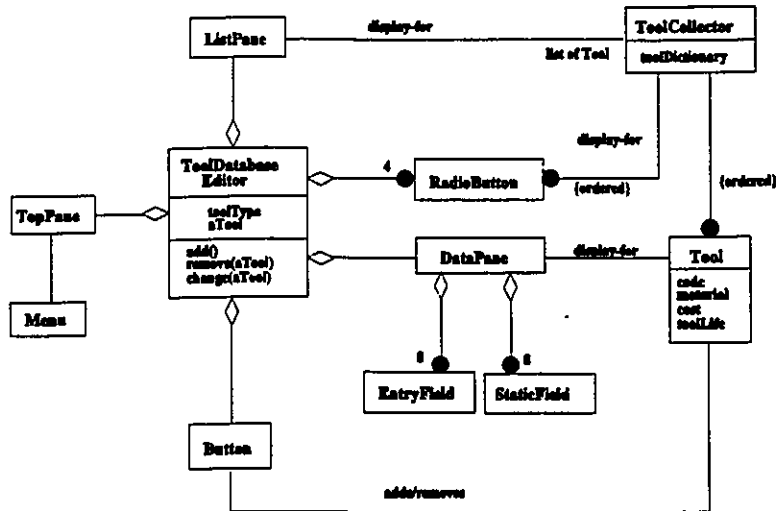 ListPane
display-for
list of Tool
ToolCollector
toolDictionary
display-for
ToolDatabase
Editor
toolType
aTool
add()
remove(aTool)
change(aTool)
4
RadioButton
{ordered}
{ordered}
TopPane
Menu
DataPane
display-for
Tool
code
material
cost
toolLife
8
8
EntryField
StaticField
Button
adds/removes